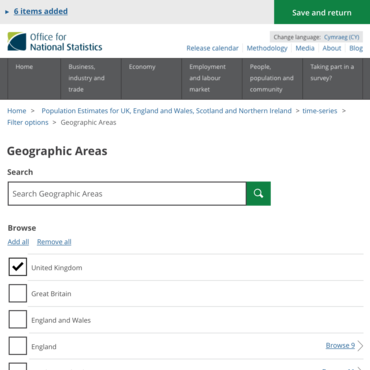 ▸ 6 items added
Save and return
Office for
National Statistics
Change language: Cymraeg (CY)
Release calendar | Methodology | Media | About | Blog
Home
Business,
industry and
trade
Economy
Employment
and labour
market
People,
population and
community
Taking part in a
survey?
Home > Population Estimates for UK, England and Wales, Scotland and Northern Ireland > time-series >
Filter options > Geographic Areas
Geographic Areas
Search
Search Geographic Areas
Browse
Add all Remove all
United Kingdom
Great Britain
England and Wales
England Browse 9